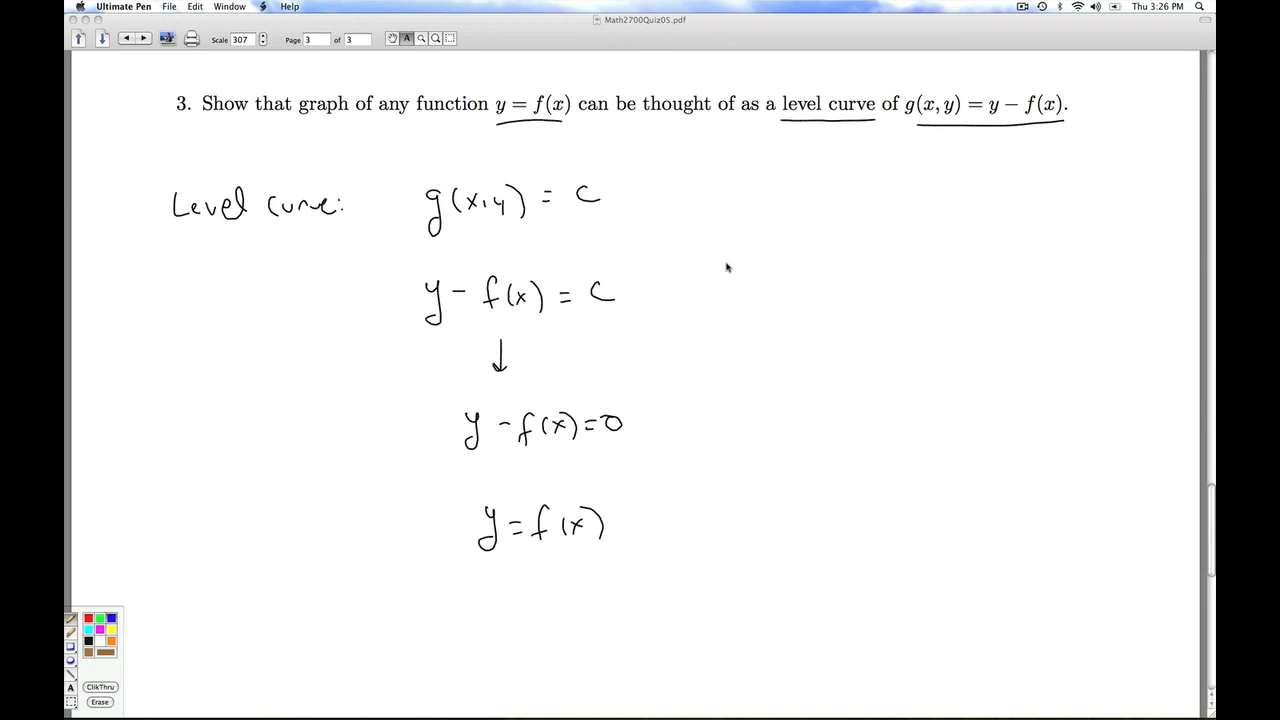 Ultimate Pen File Edit Window Help Thu 3:26 PM
Math2700Quiz05.pdf
Scale 307 Page 3 of 3 A
3. Show that graph of any function y = f(x) can be thought of as a level curve of g(x, y) = y − f(x).
Level curve: g(x,y) = c
y − f(x) = c
↓
y − f(x) = 0
y = f(x)
A
ClikThru
Erase